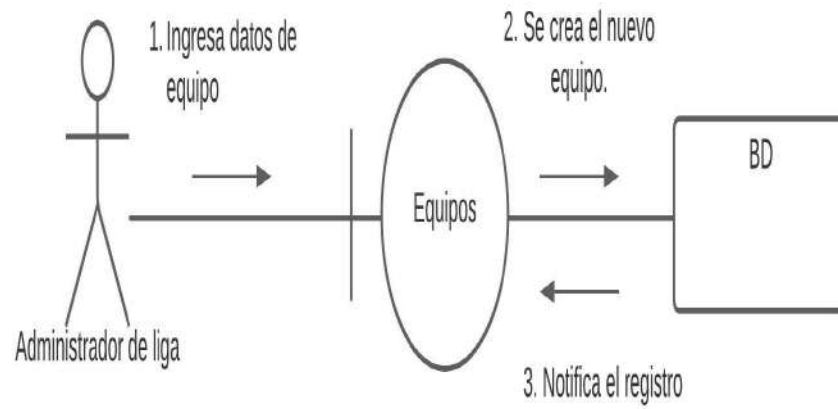 1. Ingresa datos de
equipo
2. Se crea el nuevo
equipo.
BD
Equipos
Administrador de liga
3. Notifica el registro